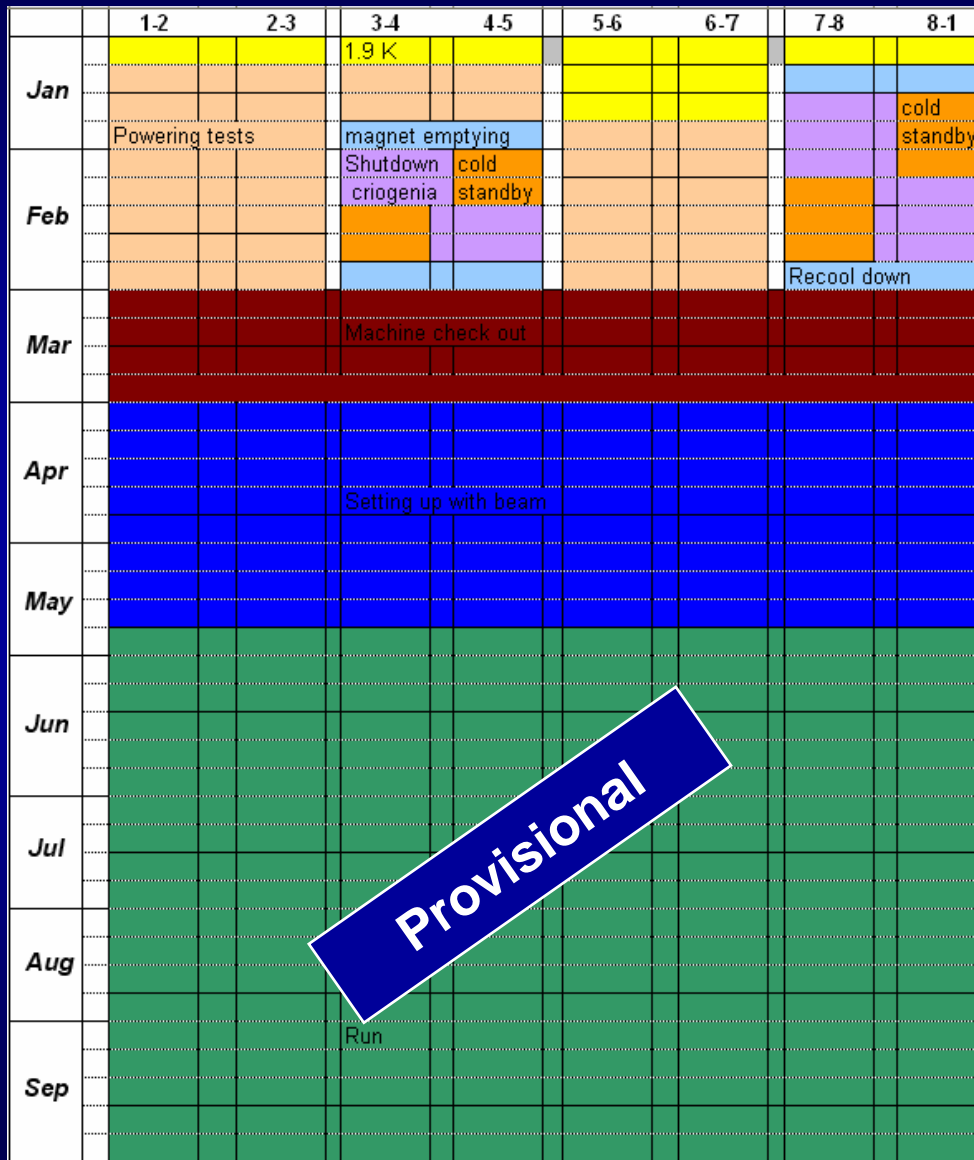 1-2 2-3 3-4 4-5 5-6 6-7 7-8 8-1
1.9 K
Jan
cold
Powering tests magnet emptying standby
Shutdown cold
criogenia standby
Feb
Recool down
Machine check out
Mar
Apr
Setting up with beam
May
Jun
Provisional
Jul
Aug
Run
Sep